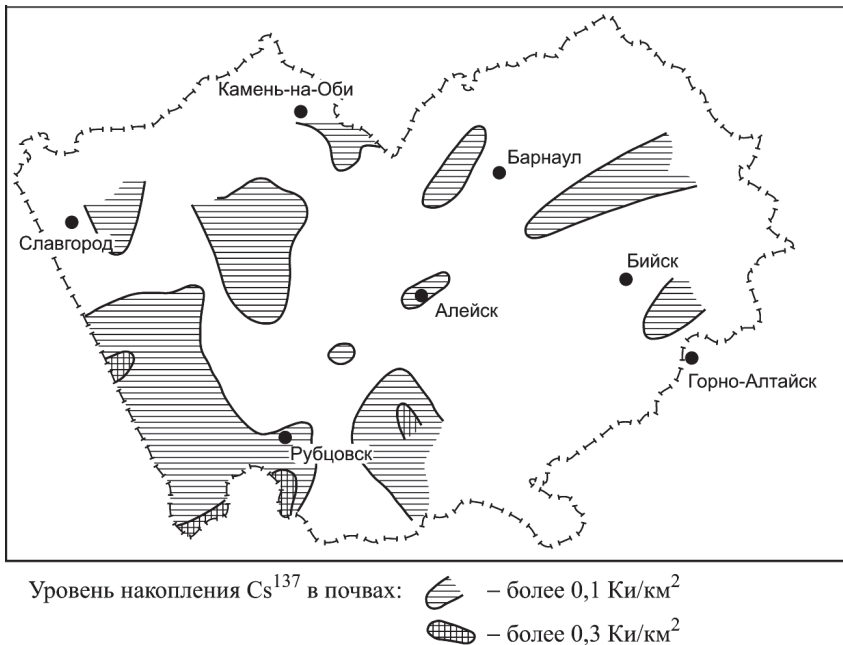 Камень-на-Оби
Барнаул
Славгород
Бийск
Алейск
Горно-Алтайск
Рубцовск
Уровень накопления Cs¹³⁷ в почвах:
– более 0,1 Ки/км²
– более 0,3 Ки/км²